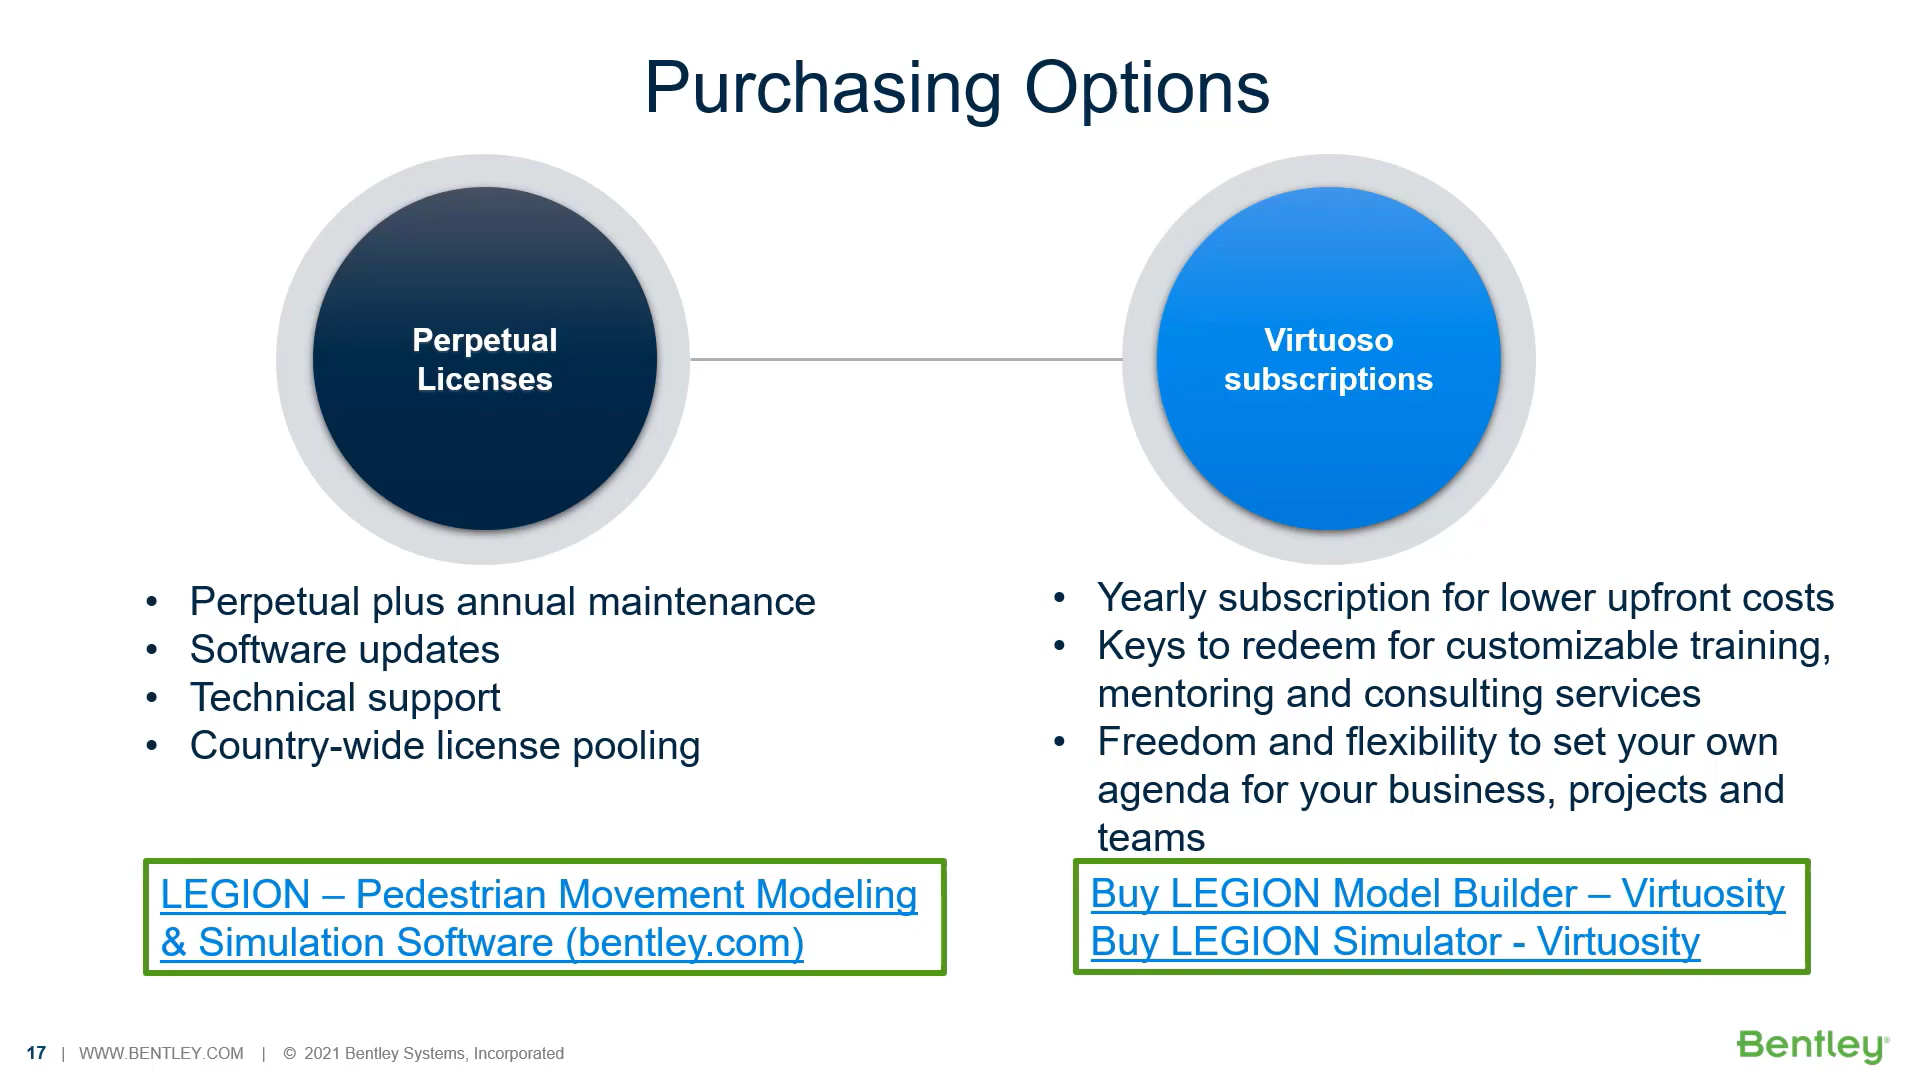 Purchasing Options
Perpetual
Licenses
Virtuoso
subscriptions
• Perpetual plus annual maintenance
• Software updates
• Technical support
• Country-wide license pooling
• Yearly subscription for lower upfront costs
• Keys to redeem for customizable training,
mentoring and consulting services
• Freedom and flexibility to set your own
agenda for your business, projects and
teams
LEGION – Pedestrian Movement Modeling
& Simulation Software (bentley.com)
Buy LEGION Model Builder – Virtuosity
Buy LEGION Simulator - Virtuosity
17 | WWW.BENTLEY.COM | © 2021 Bentley Systems, Incorporated
Bentley®